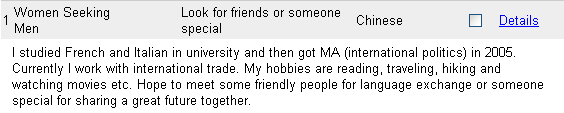 1 Women Seeking Men Look for friends or someone special Chinese Details
I studied French and Italian in university and then got MA (international politics) in 2005.
Currently I work with international trade. My hobbies are reading, traveling, hiking and
watching movies etc. Hope to meet some friendly people for language exchange or someone
special for sharing a great future together.